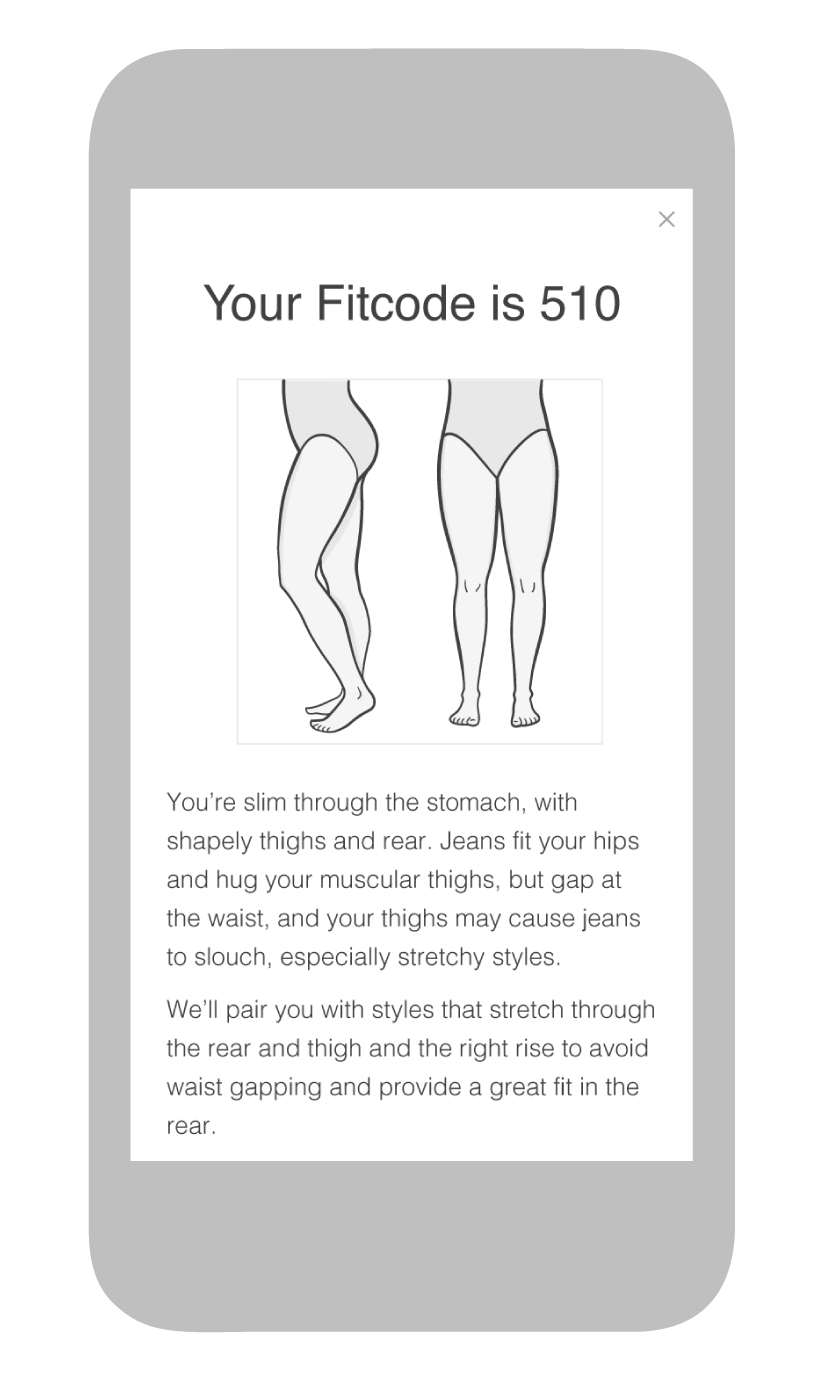 Your Fitcode is 510
You’re slim through the stomach, with
shapely thighs and rear. Jeans fit your hips
and hug your muscular thighs, but gap at
the waist, and your thighs may cause jeans
to slouch, especially stretchy styles.
We’ll pair you with styles that stretch through
the rear and thigh and the right rise to avoid
waist gapping and provide a great fit in the
rear.